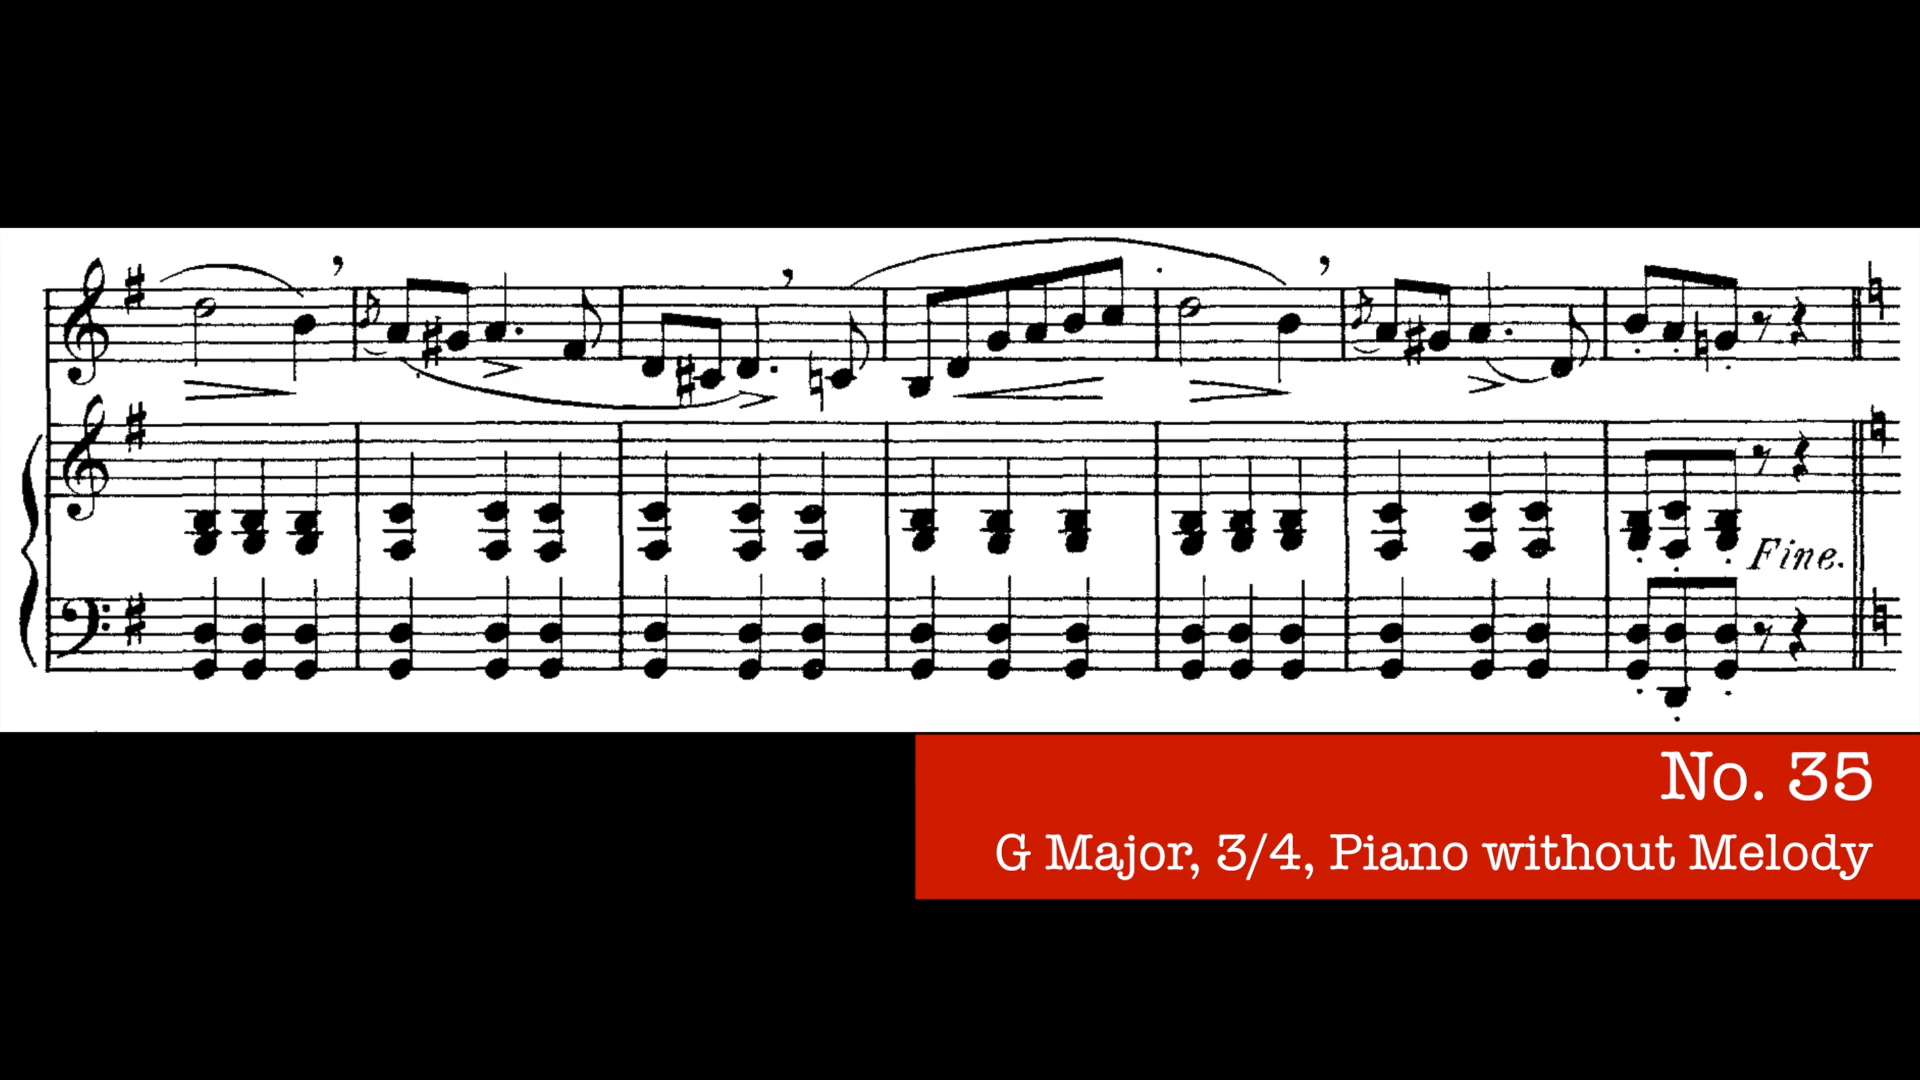 Fine.
No. 35
G Major, 3/4, Piano without Melody